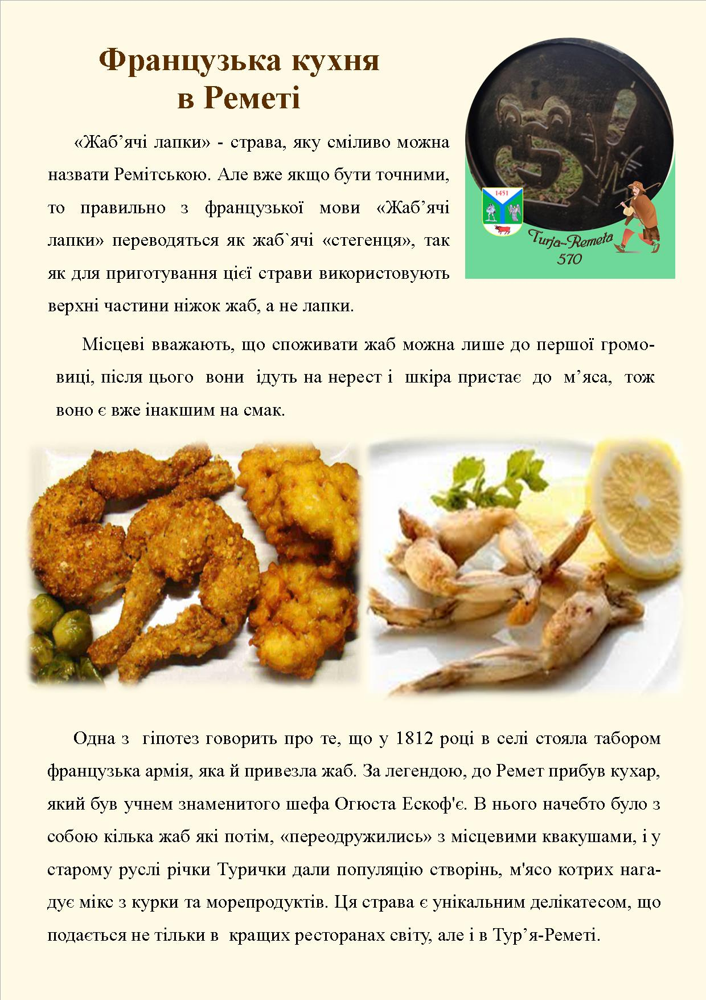 Французька кухня
в Реметі
«Жаб’ячі лапки» - страва, яку сміливо можна
назвати Ремітською. Але вже якщо бути точними,
то правильно з французької мови «Жаб’ячі
лапки» переводяться як жаб`ячі «стегенця», так
як для приготування цієї страви використовують
верхні частини ніжок жаб, а не лапки.
1451
Turja-Remeta
570
Місцеві вважають, що споживати жаб можна лише до першої громо-
виці, після цього вони ідуть на нерест і шкіра пристає до м’яса, тож
воно є вже інакшим на смак.
Одна з гіпотез говорить про те, що у 1812 році в селі стояла табором
французька армія, яка й привезла жаб. За легендою, до Ремет прибув кухар,
який був учнем знаменитого шефа Огюста Ескоф'є. В нього начебто було з
собою кілька жаб які потім, «переодружились» з місцевими квакушами, і у
старому руслі річки Турички дали популяцію створінь, м'ясо котрих нага-
дує мікс з курки та морепродуктів. Ця страва є унікальним делікатесом, що
подається не тільки в кращих ресторанах світу, але і в Тур’я-Реметі.